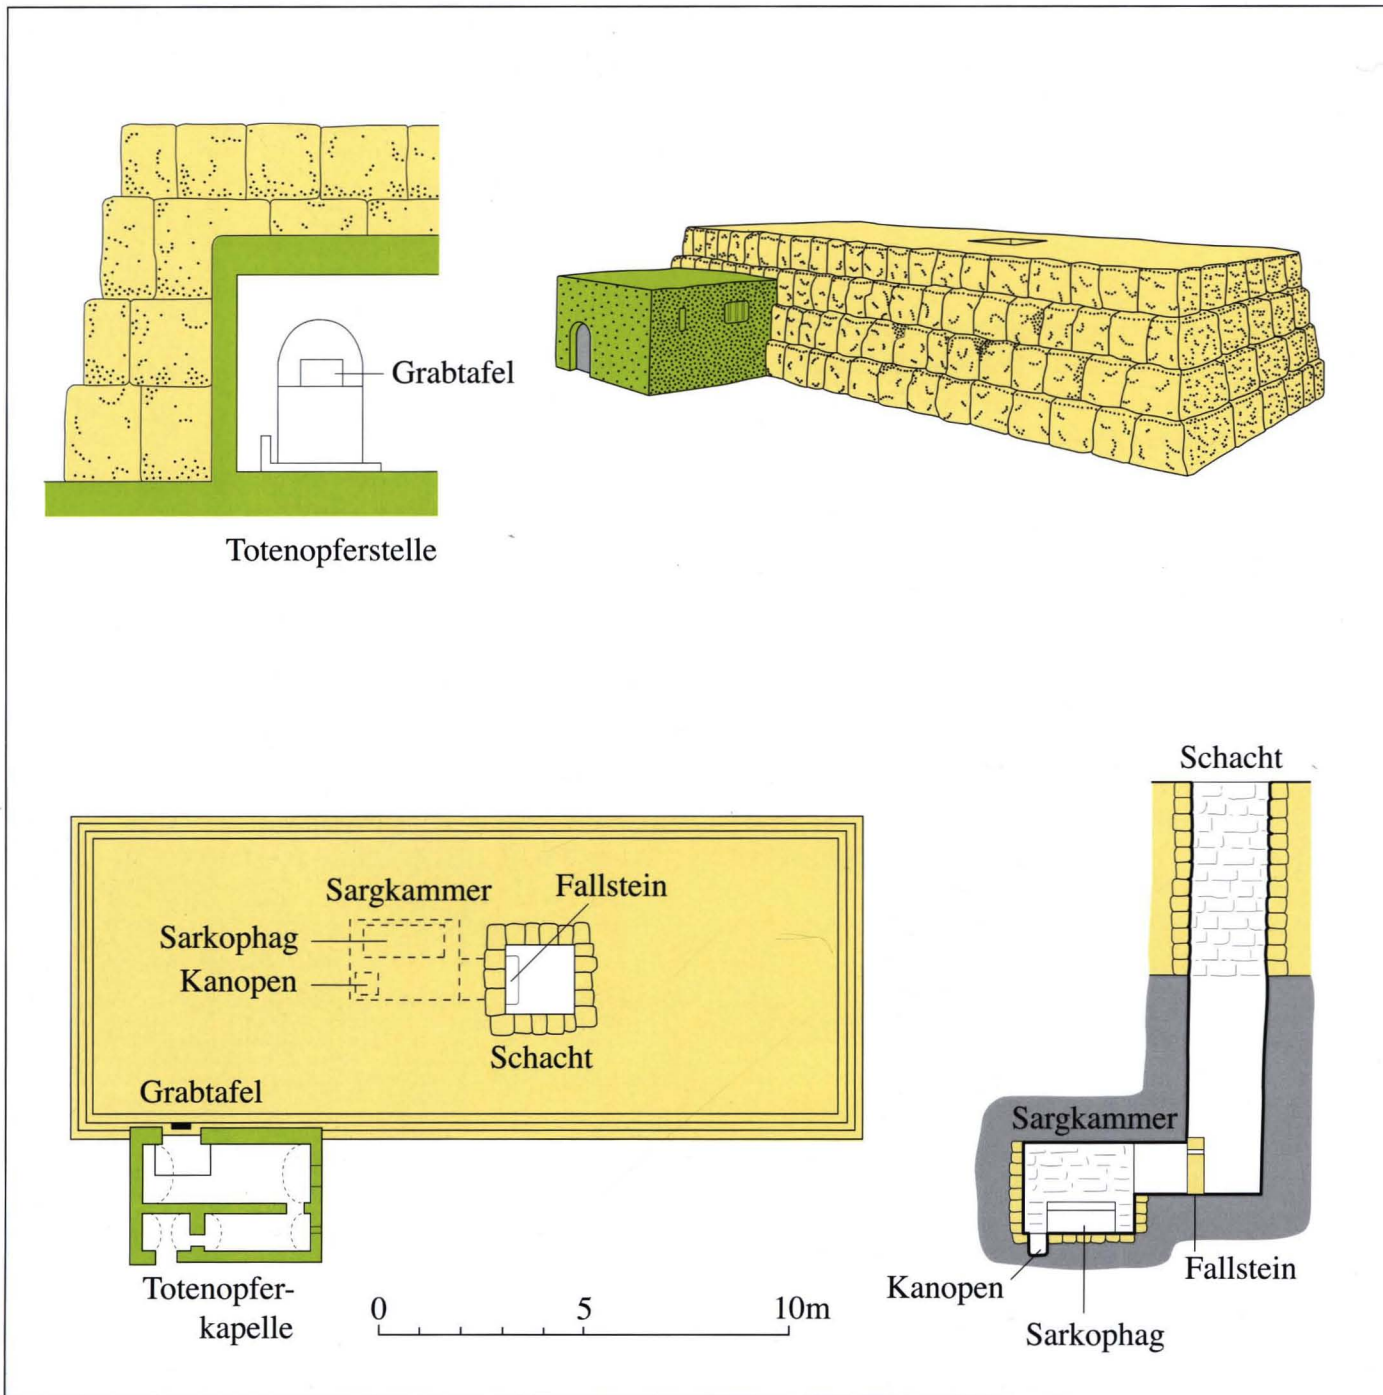 Grabtafel
Totenopferstelle
Sargkammer
Fallstein
Sarkophag
Kanopen
Schacht
Grabtafel
Totenopfer-
kapelle
0 5 10m
Schacht
Sargkammer
Kanopen
Fallstein
Sarkophag